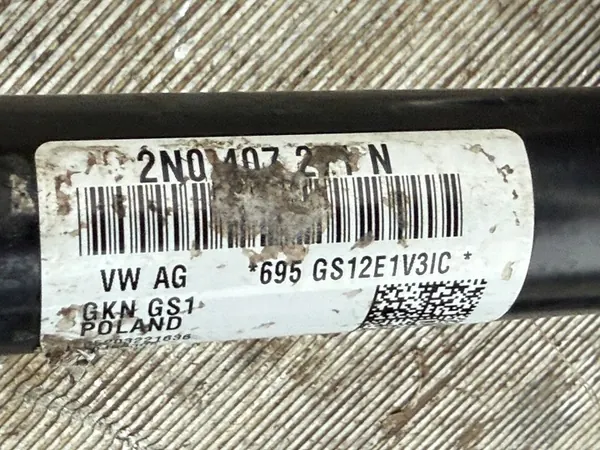 2N0 407 N
VW AG *695 GS12E1V3IC *
GKN GS1
POLAND